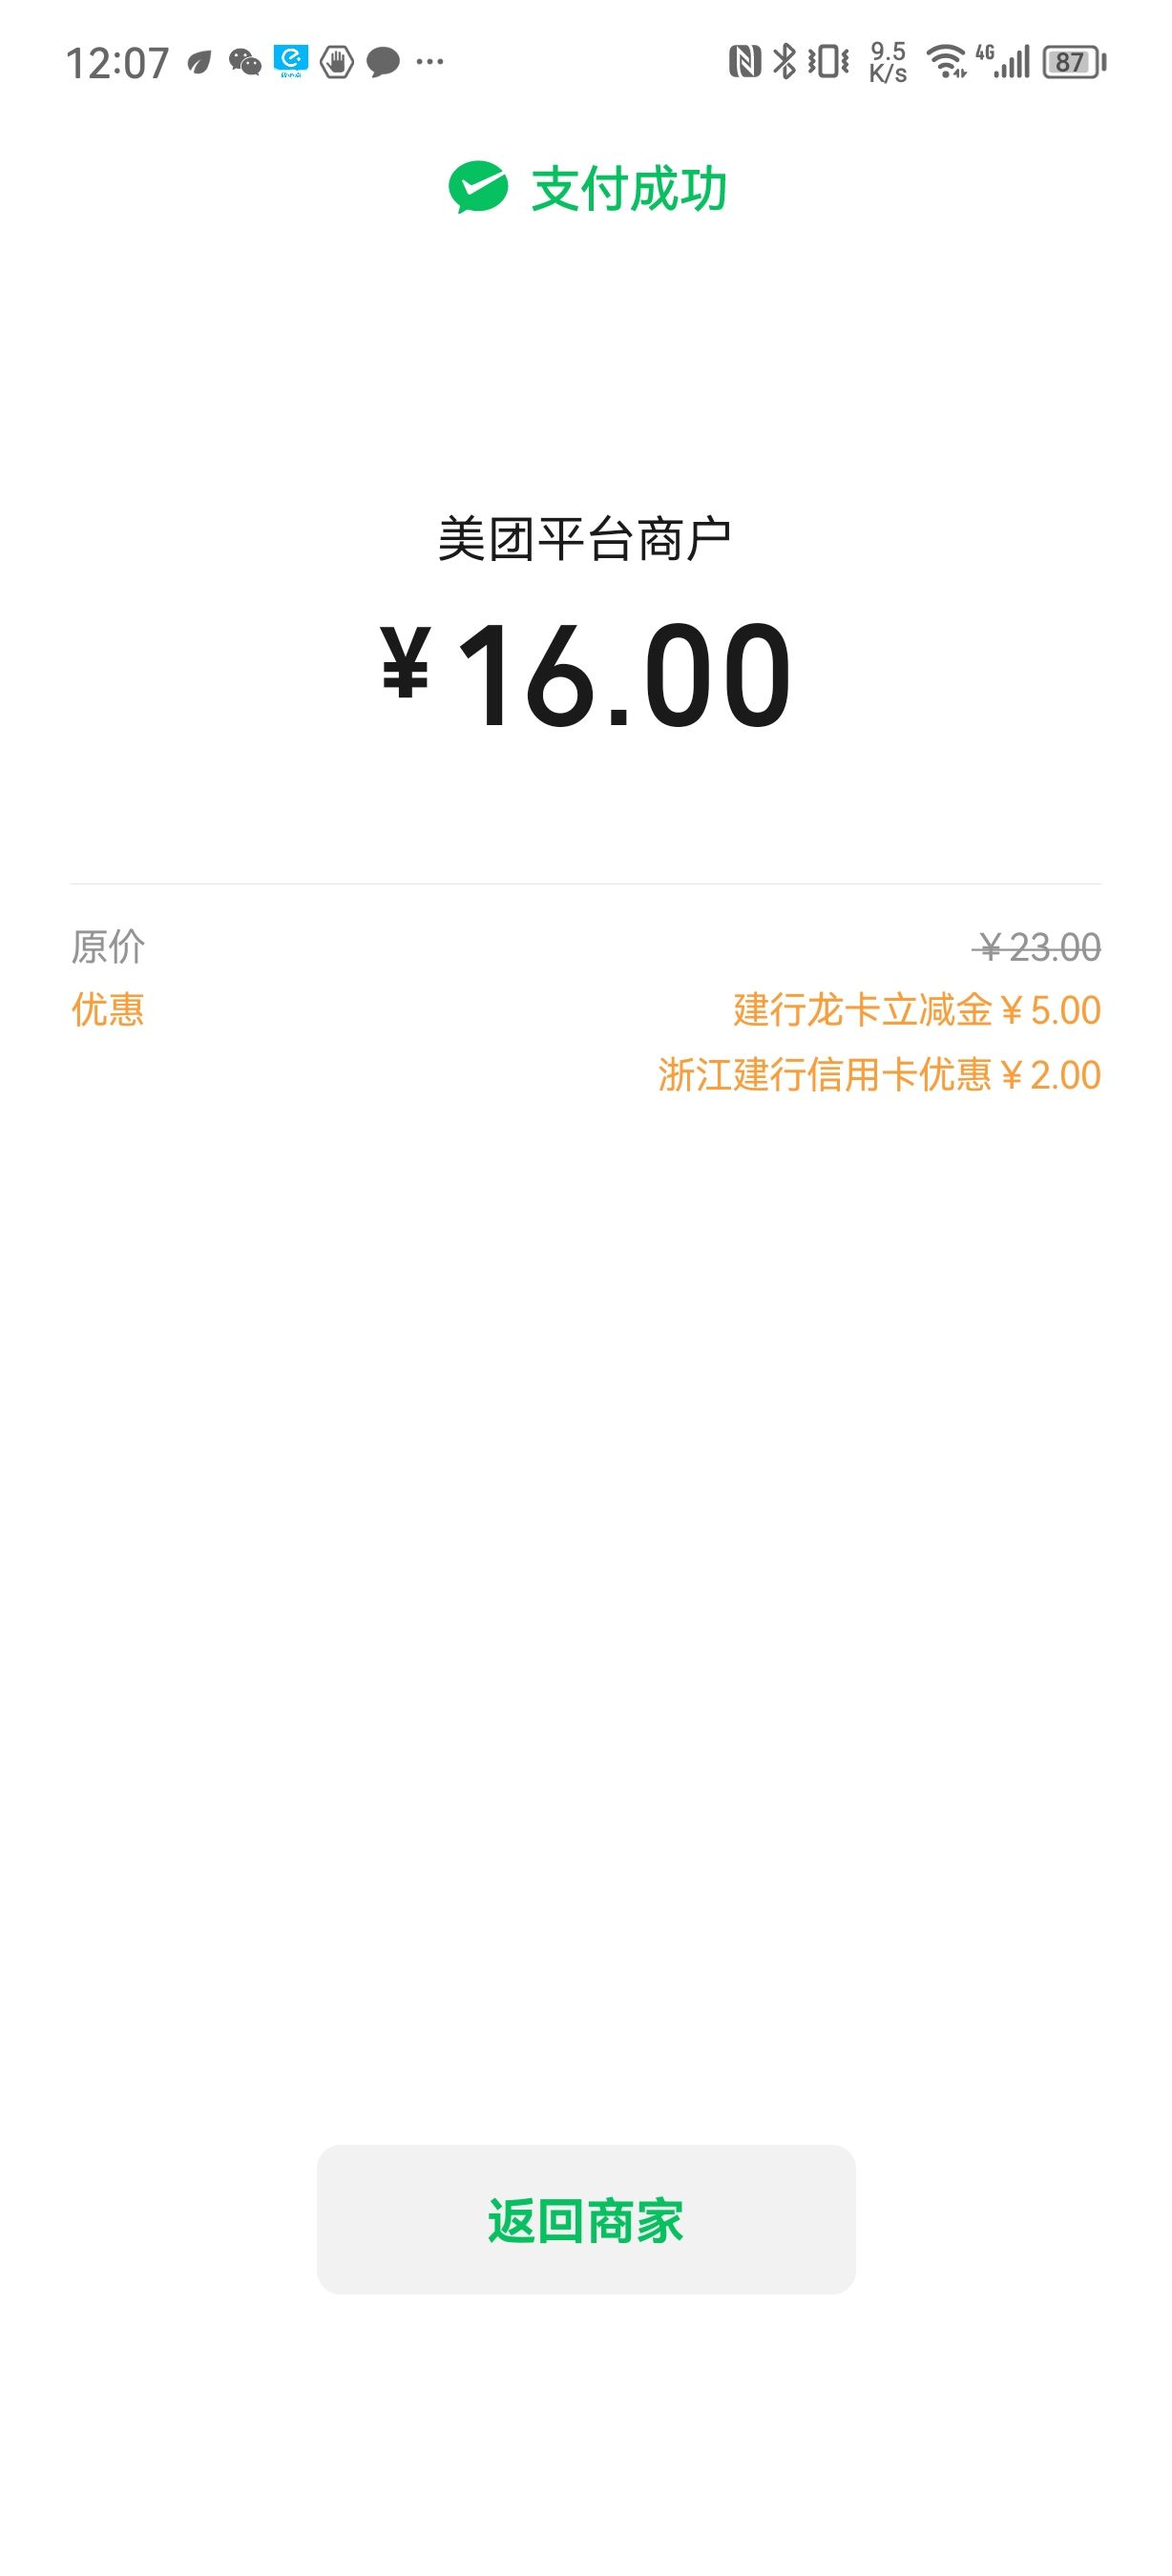 12:07
9.5
K/s
4G
87
支付成功
美团平台商户
¥16.00
原价 ¥23.00
优惠 建行龙卡立减金¥5.00
浙江建行信用卡优惠¥2.00
返回商家